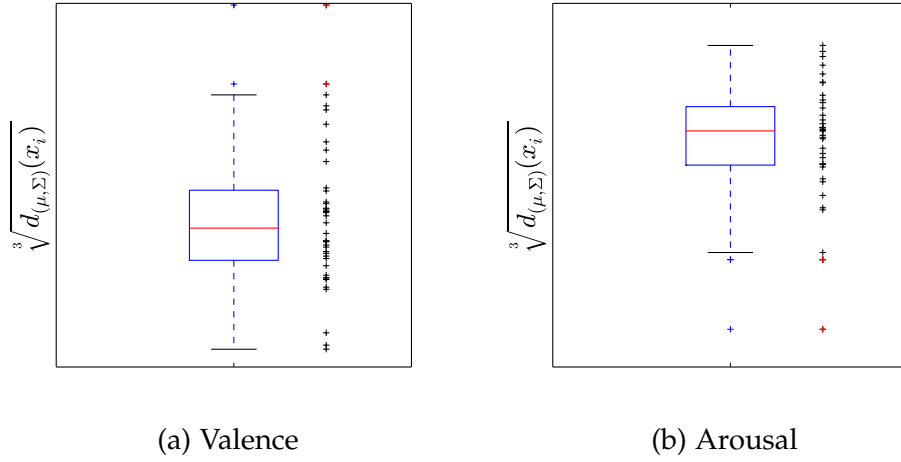 ∛d(μ,Σ)(xᵢ)
∛d(μ,Σ)(xᵢ)
(a) Valence
(b) Arousal